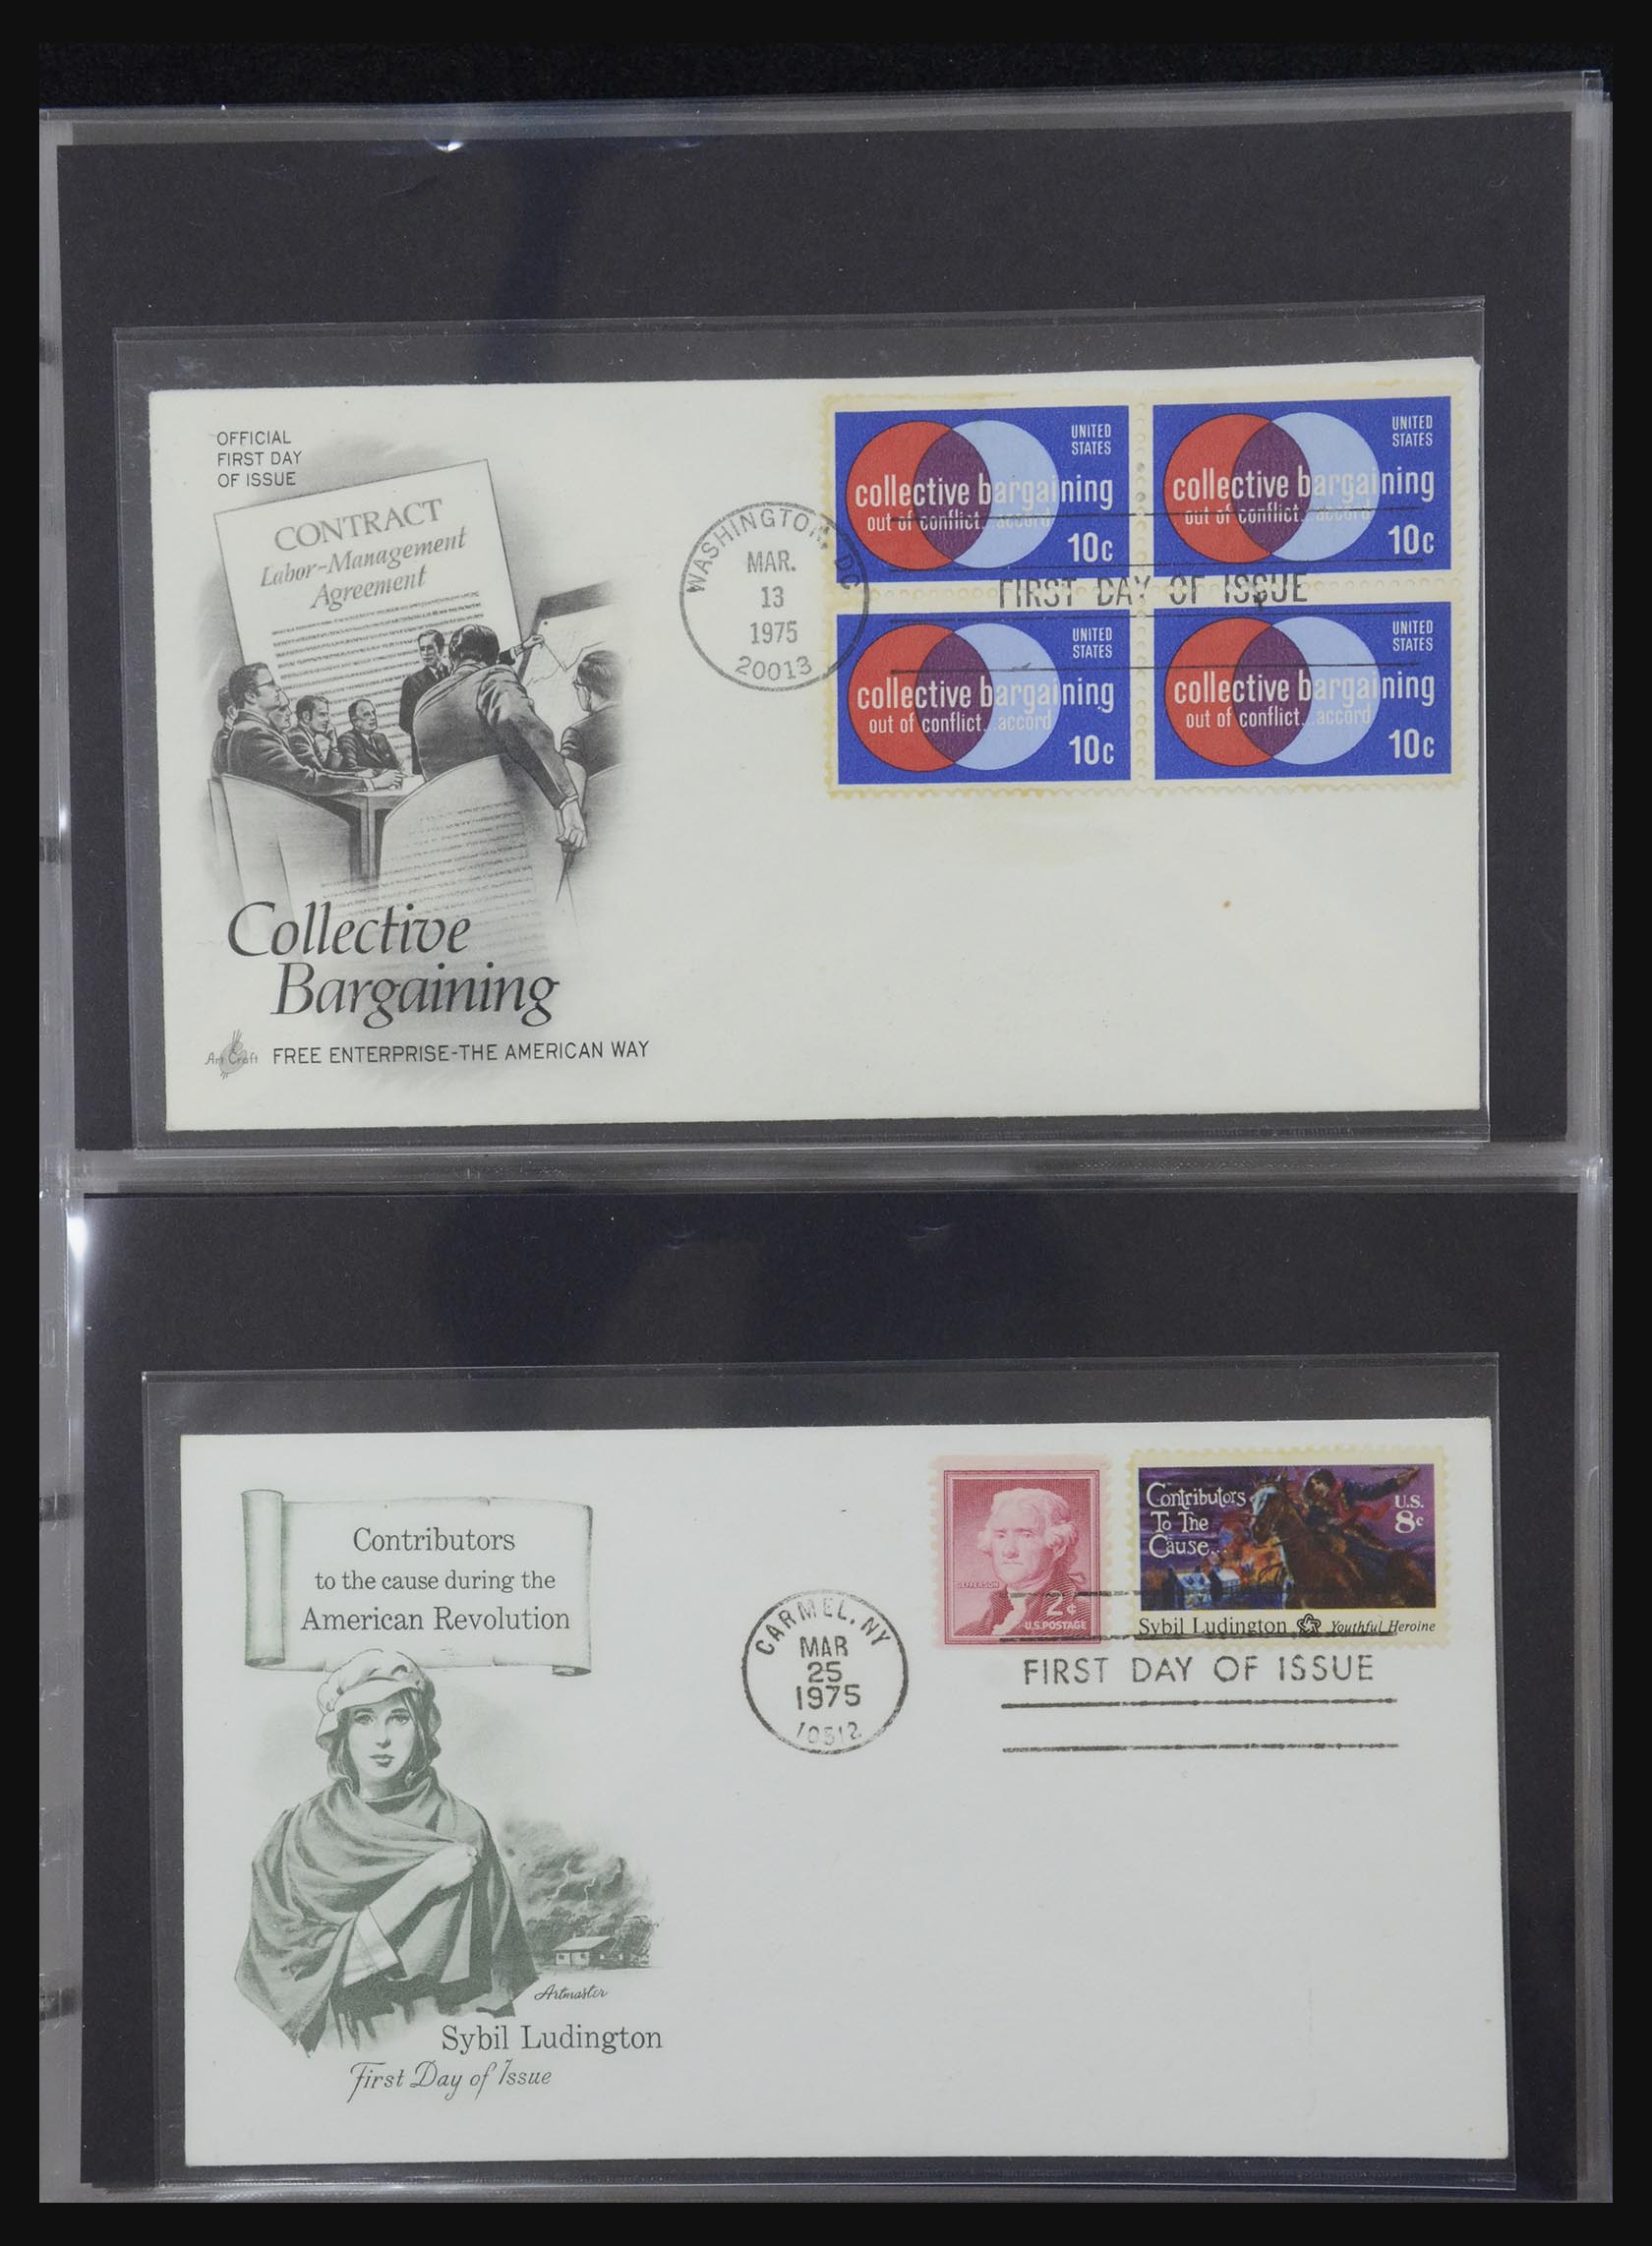 OFFICIAL
FIRST DAY
OF ISSUE
CONTRACT
Labor-Management
Agreement
Collective
Bargaining
Art Craft FREE ENTERPRISE-THE AMERICAN WAY
WASHINGTON, DC
MAR.
13
1975
20013
UNITED
STATES
collective bargaining
out of conflict...accord
10c
UNITED
STATES
collective bargaining
out of conflict...accord
10c
FIRST DAY OF ISSUE
UNITED
STATES
collective bargaining
out of conflict...accord
10c
UNITED
STATES
collective bargaining
out of conflict...accord
10c
Contributors
to the cause during the
American Revolution
Artmaster
Sybil Ludington
First Day of Issue
CARMEL, NY
MAR
25
1975
10512
JEFFERSON
2¢
U.S. POSTAGE
Contributors
To The
Cause...
U.S.
8c
Sybil Ludington Youthful Heroine
FIRST DAY OF ISSUE